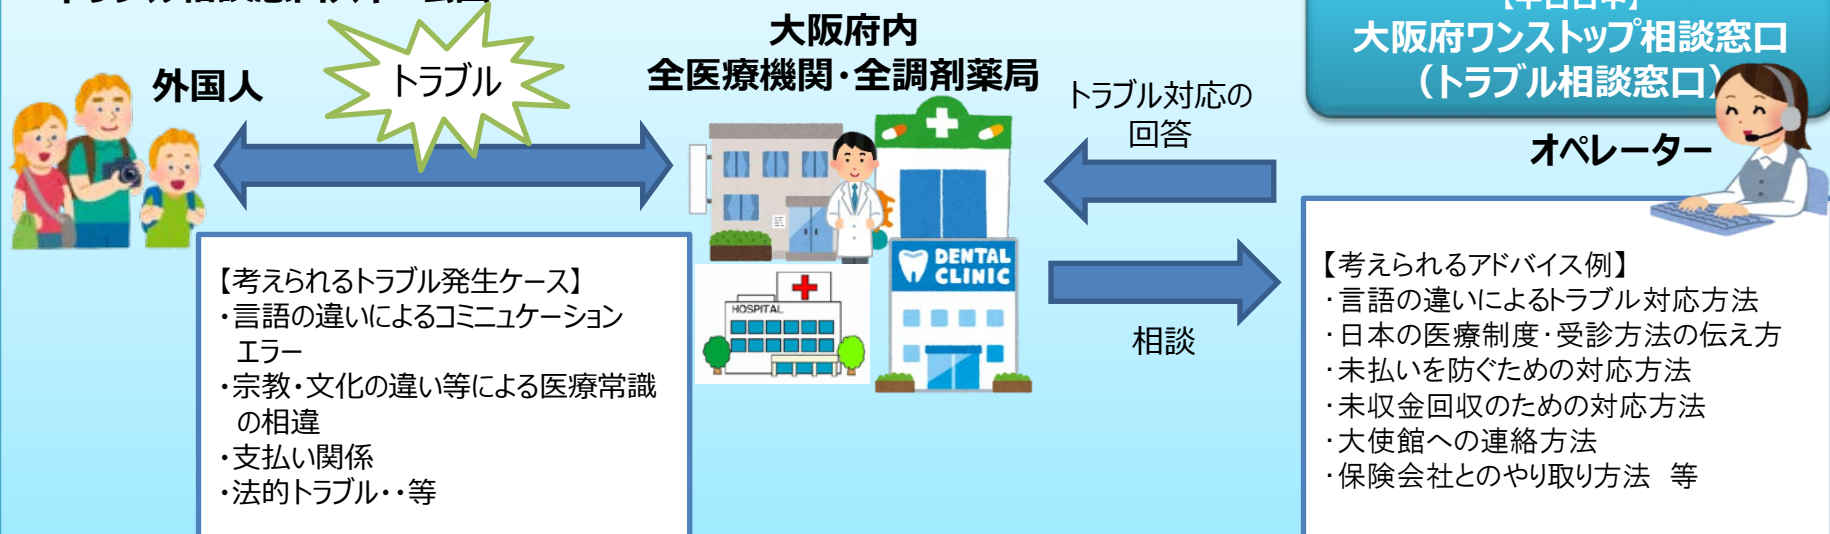 外国人
トラブル
大阪府内
全医療機関・全調剤薬局
トラブル対応の
回答
相談
大阪府ワンストップ相談窓口
（トラブル相談窓口）
オペレーター
DENTAL
CLINIC
HOSPITAL
【考えられるトラブル発生ケース】
・言語の違いによるコミニュケーション
エラー
・宗教・文化の違い等による医療常識
の相違
・支払い関係
・法的トラブル・・等
【考えられるアドバイス例】
・言語の違いによるトラブル対応方法
・日本の医療制度・受診方法の伝え方
・未払いを防ぐための対応方法
・未収金回収のための対応方法
・大使館への連絡方法
・保険会社とのやり取り方法　等